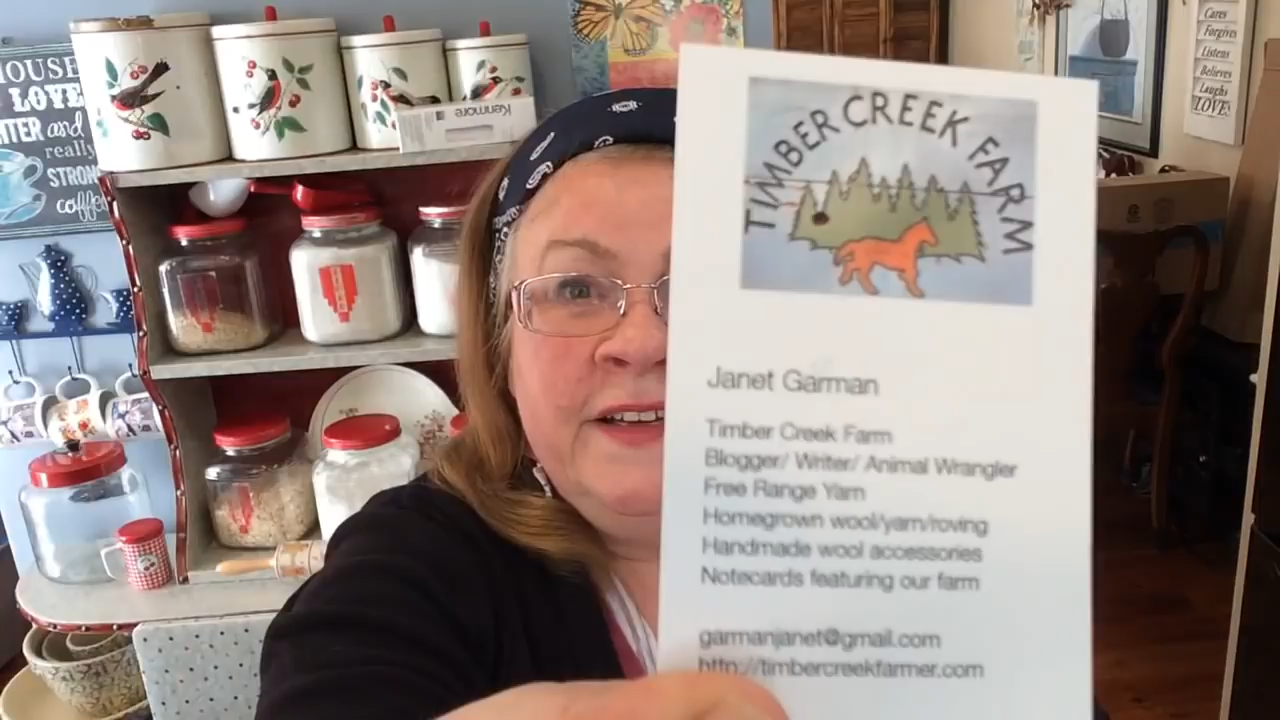 HOUSE
LOVE
and
really
STRONG
coffee
Kenmore
TIMBER CREEK FARM
Janet Garman
Timber Creek Farm
Blogger/ Writer/ Animal Wrangler
Free Range Yarn
Homegrown wool/yarn/roving
Handmade wool accessories
Notecards featuring our farm
garmanjanet@gmail.com
http://timbercreekfarmer.com
Cares
Forgives
Listens
Believes
Laughs
LOVE